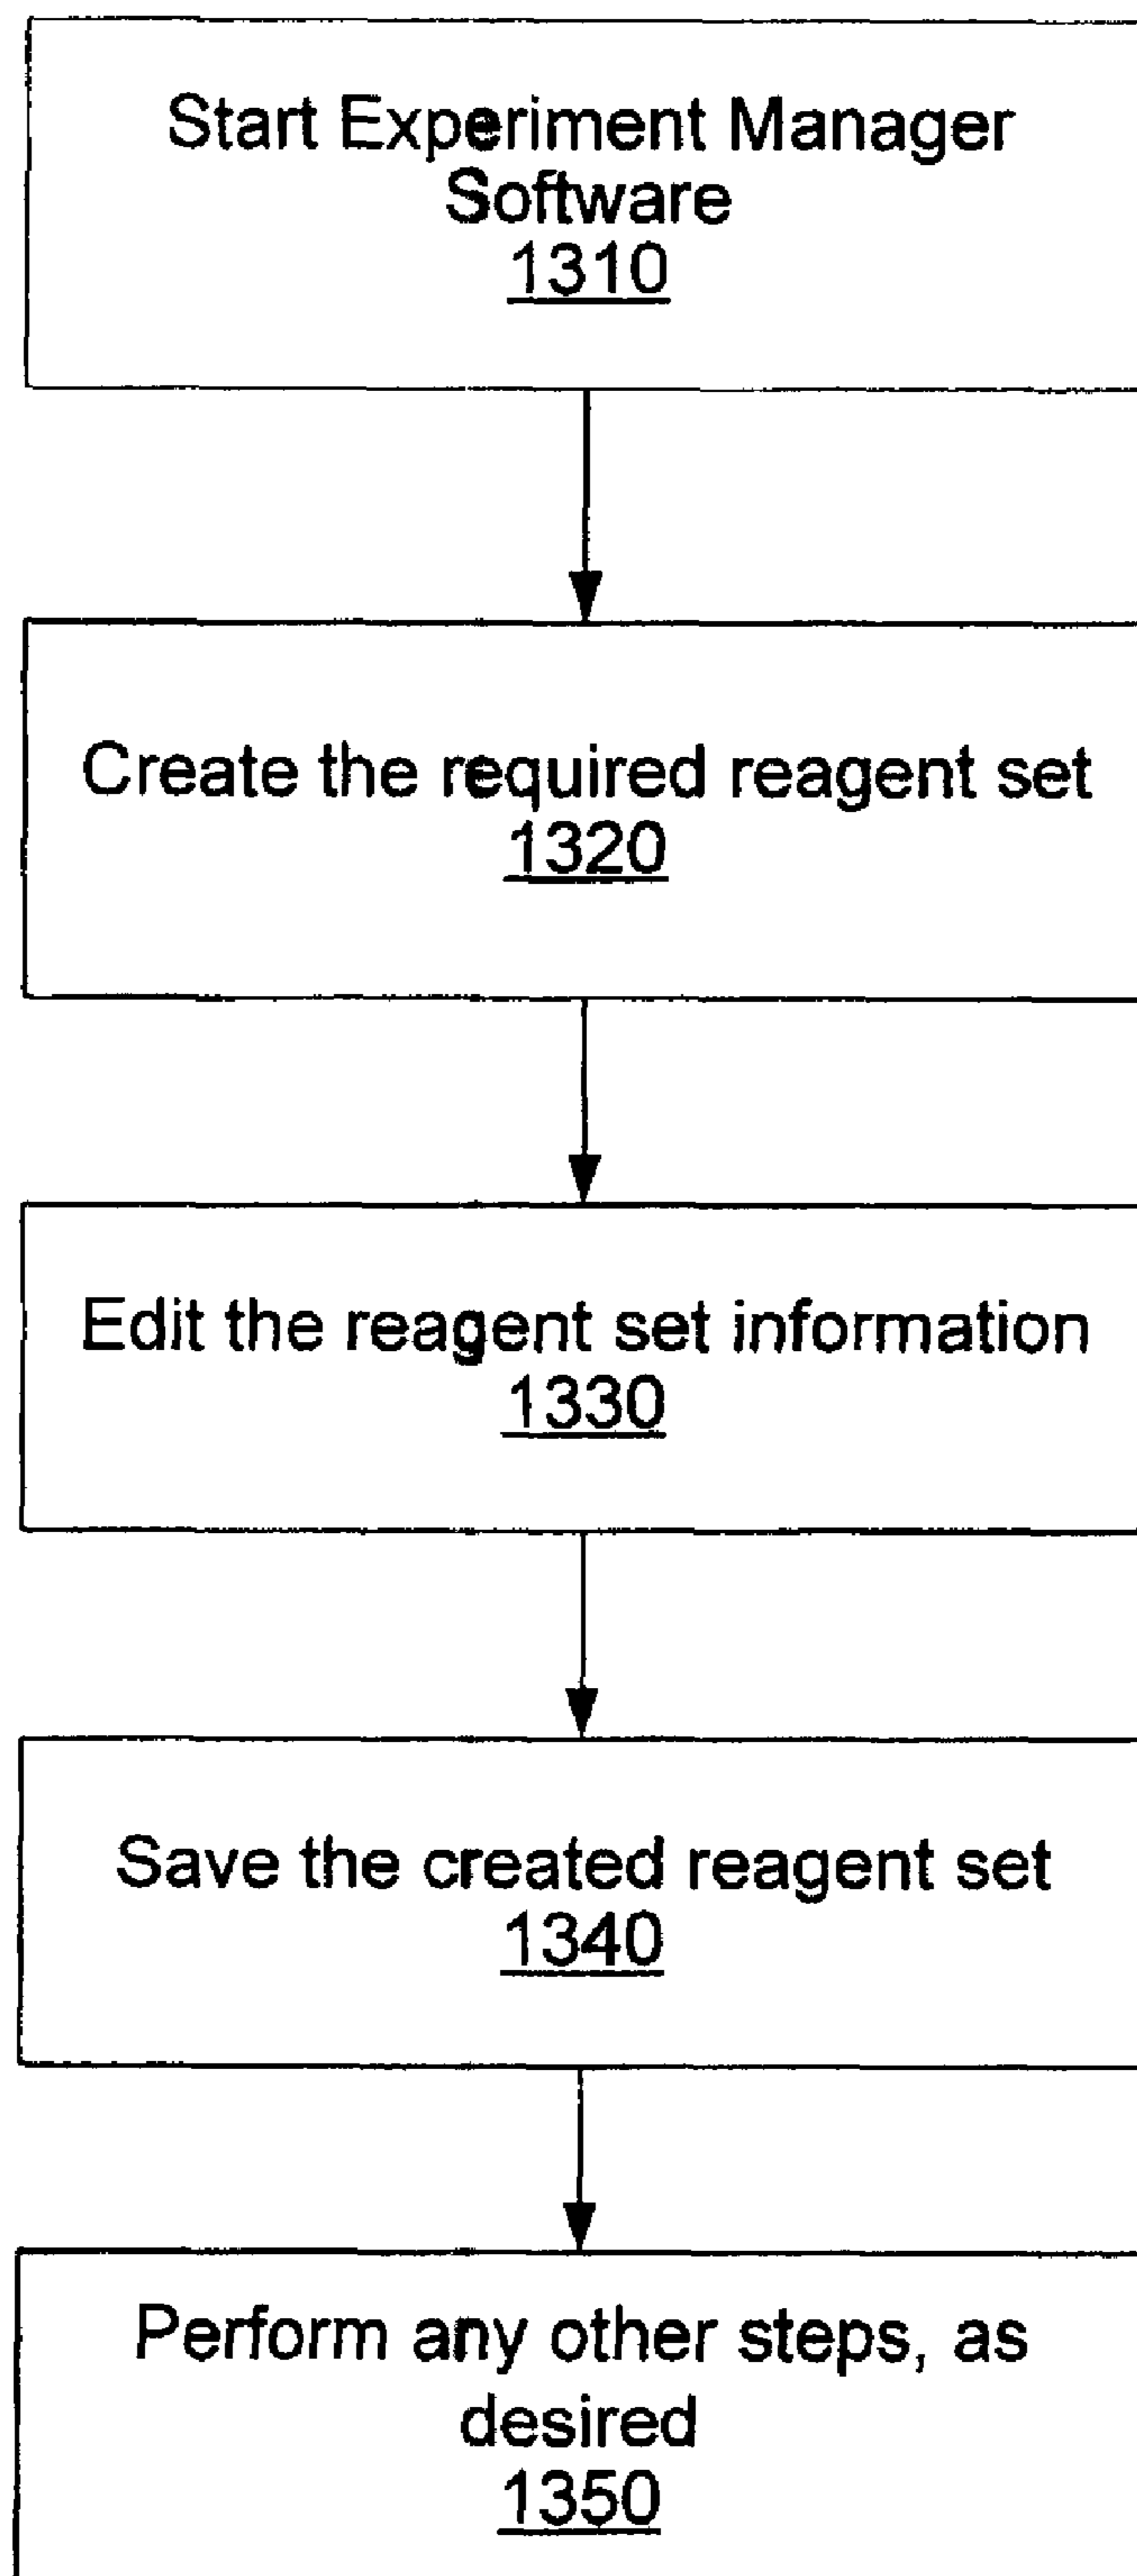 Start Experiment Manager
Software
1310
Create the required reagent set
1320
Edit the reagent set information
1330
Save the created reagent set
1340
Perform any other steps, as
desired
1350